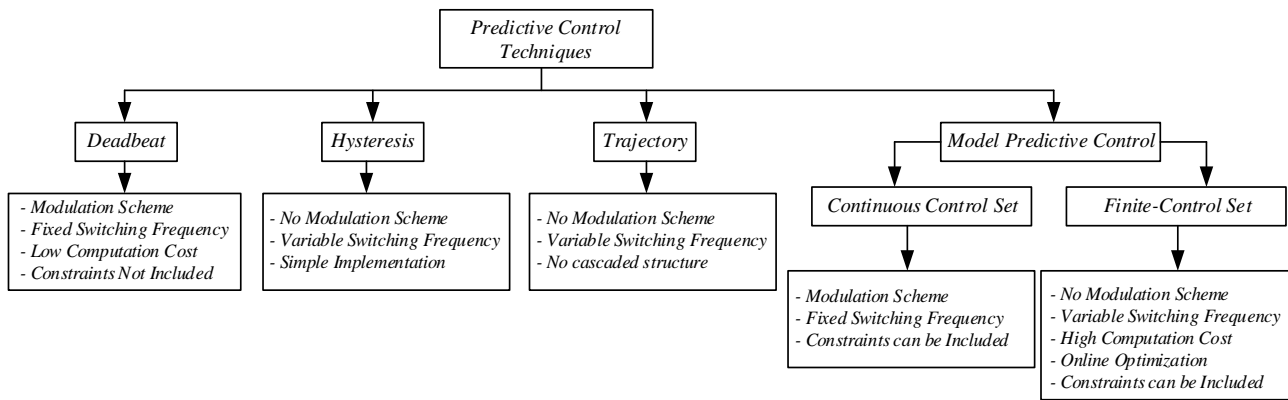 Predictive Control
Techniques
Deadbeat
Hysteresis
Trajectory
Model Predictive Control
- Modulation Scheme
- Fixed Switching Frequency
- Low Computation Cost
- Constraints Not Included
- No Modulation Scheme
- Variable Switching Frequency
- Simple Implementation
- No Modulation Scheme
- Variable Switching Frequency
- No cascaded structure
Continuous Control Set
Finite-Control Set
- Modulation Scheme
- Fixed Switching Frequency
- Constraints can be Included
- No Modulation Scheme
- Variable Switching Frequency
- High Computation Cost
- Online Optimization
- Constraints can be Included